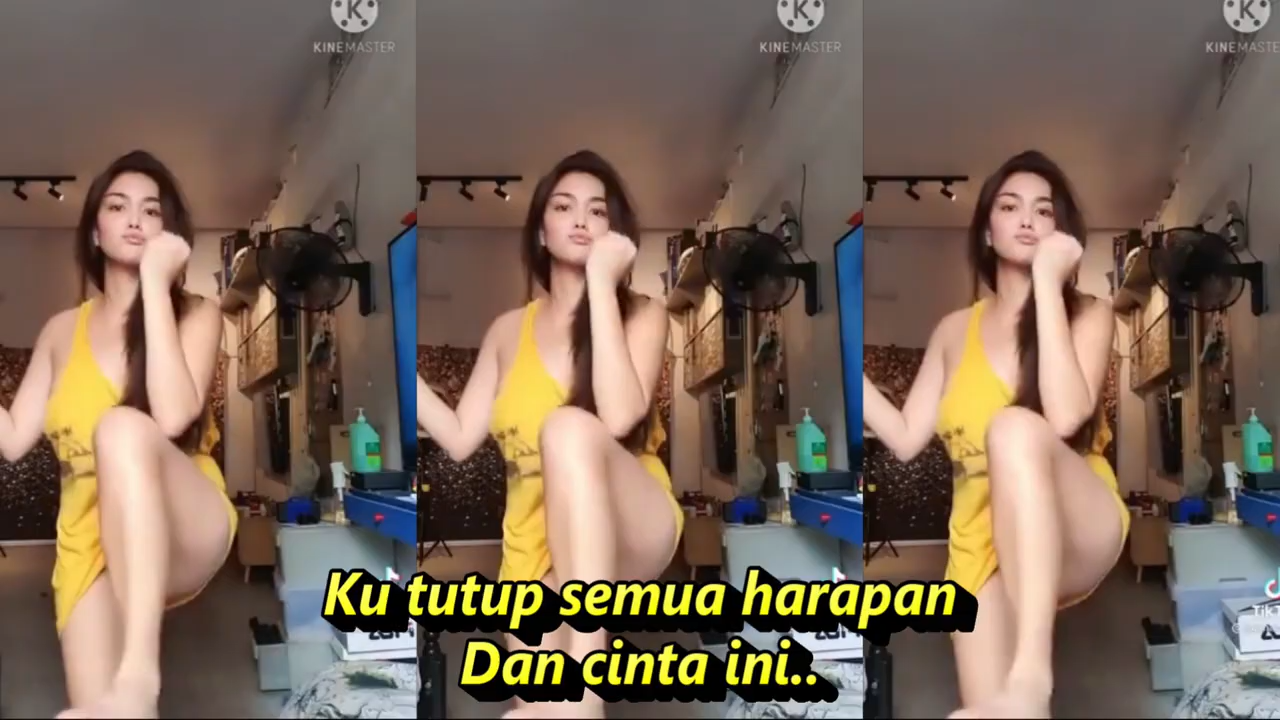 KINEMASTER KINEMASTER KINEMASTER
Ku tutup semua harapan
Dan cinta ini..